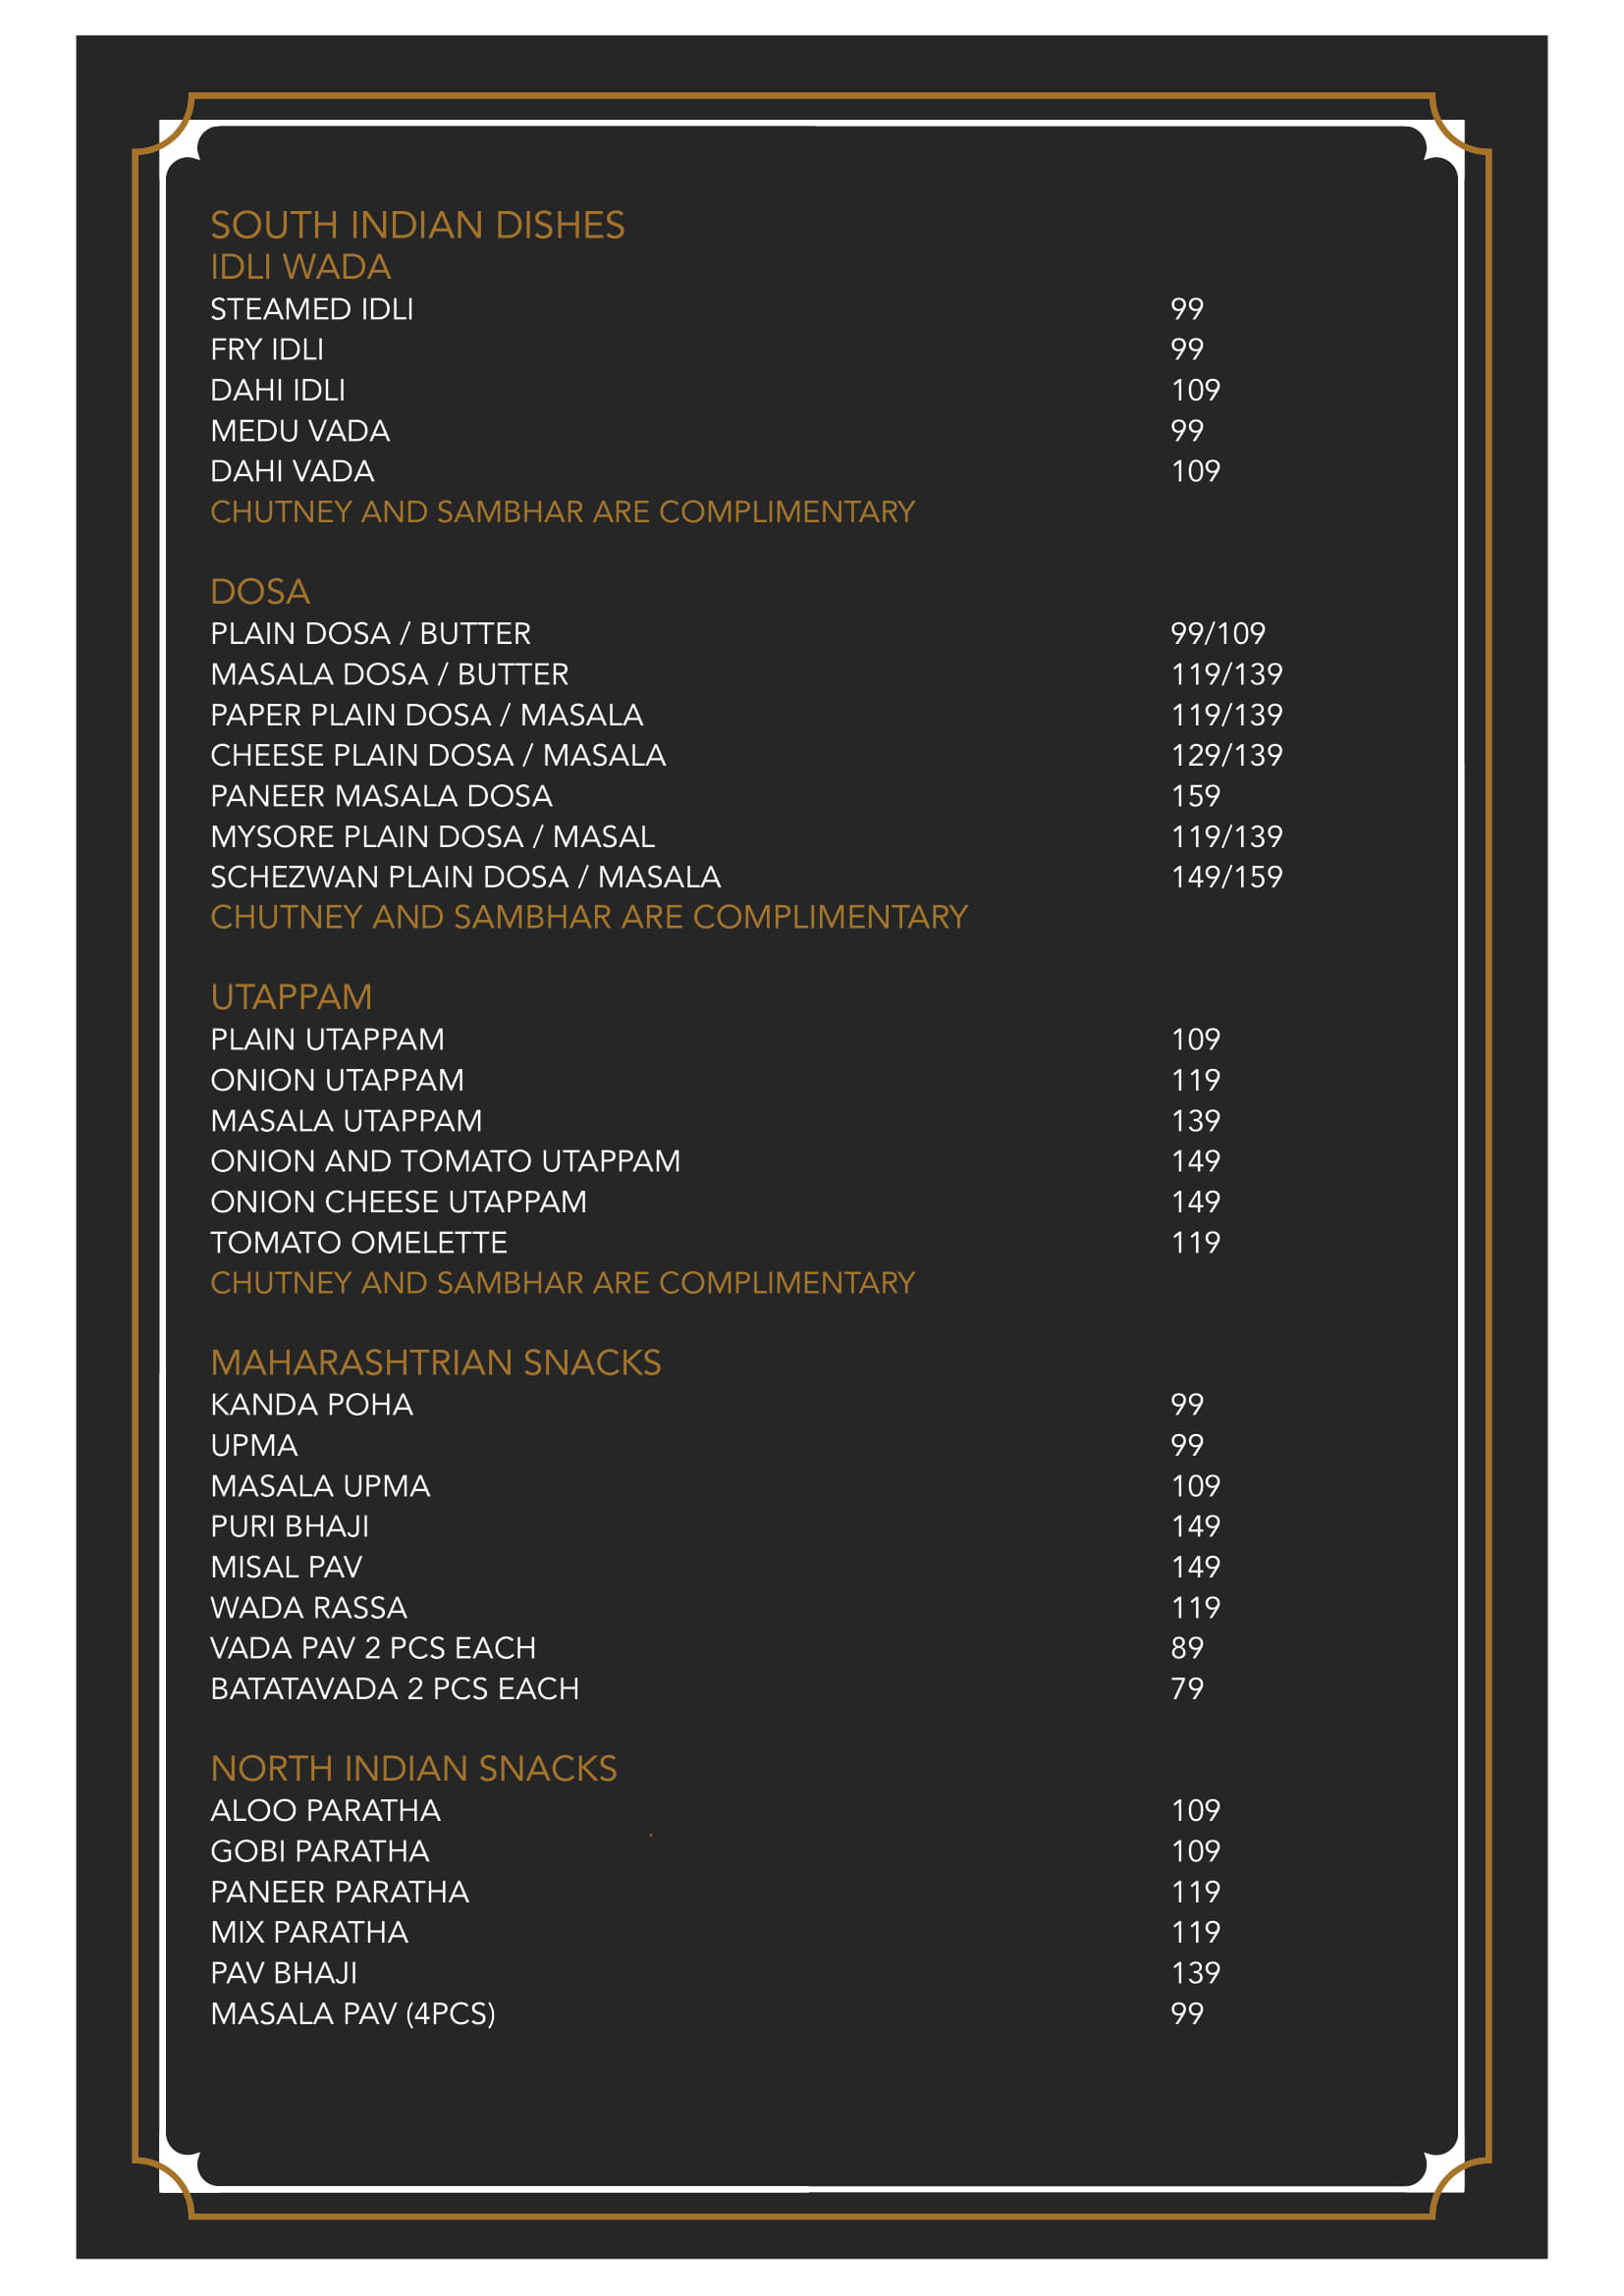 SOUTH INDIAN DISHES
IDLI WADA
STEAMED IDLI 99
FRY IDLI 99
DAHI IDLI 109
MEDU VADA 99
DAHI VADA 109
CHUTNEY AND SAMBHAR ARE COMPLIMENTARY
DOSA
PLAIN DOSA / BUTTER 99/109
MASALA DOSA / BUTTER 119/139
PAPER PLAIN DOSA / MASALA 119/139
CHEESE PLAIN DOSA / MASALA 129/139
PANEER MASALA DOSA 159
MYSORE PLAIN DOSA / MASAL 119/139
SCHEZWAN PLAIN DOSA / MASALA 149/159
CHUTNEY AND SAMBHAR ARE COMPLIMENTARY
UTAPPAM
PLAIN UTAPPAM 109
ONION UTAPPAM 119
MASALA UTAPPAM 139
ONION AND TOMATO UTAPPAM 149
ONION CHEESE UTAPPAM 149
TOMATO OMELETTE 119
CHUTNEY AND SAMBHAR ARE COMPLIMENTARY
MAHARASHTRIAN SNACKS
KANDA POHA 99
UPMA 99
MASALA UPMA 109
PURI BHAJI 149
MISAL PAV 149
WADA RASSA 119
VADA PAV 2 PCS EACH 89
BATATAVADA 2 PCS EACH 79
NORTH INDIAN SNACKS
ALOO PARATHA 109
GOBI PARATHA 109
PANEER PARATHA 119
MIX PARATHA 119
PAV BHAJI 139
MASALA PAV (4PCS) 99